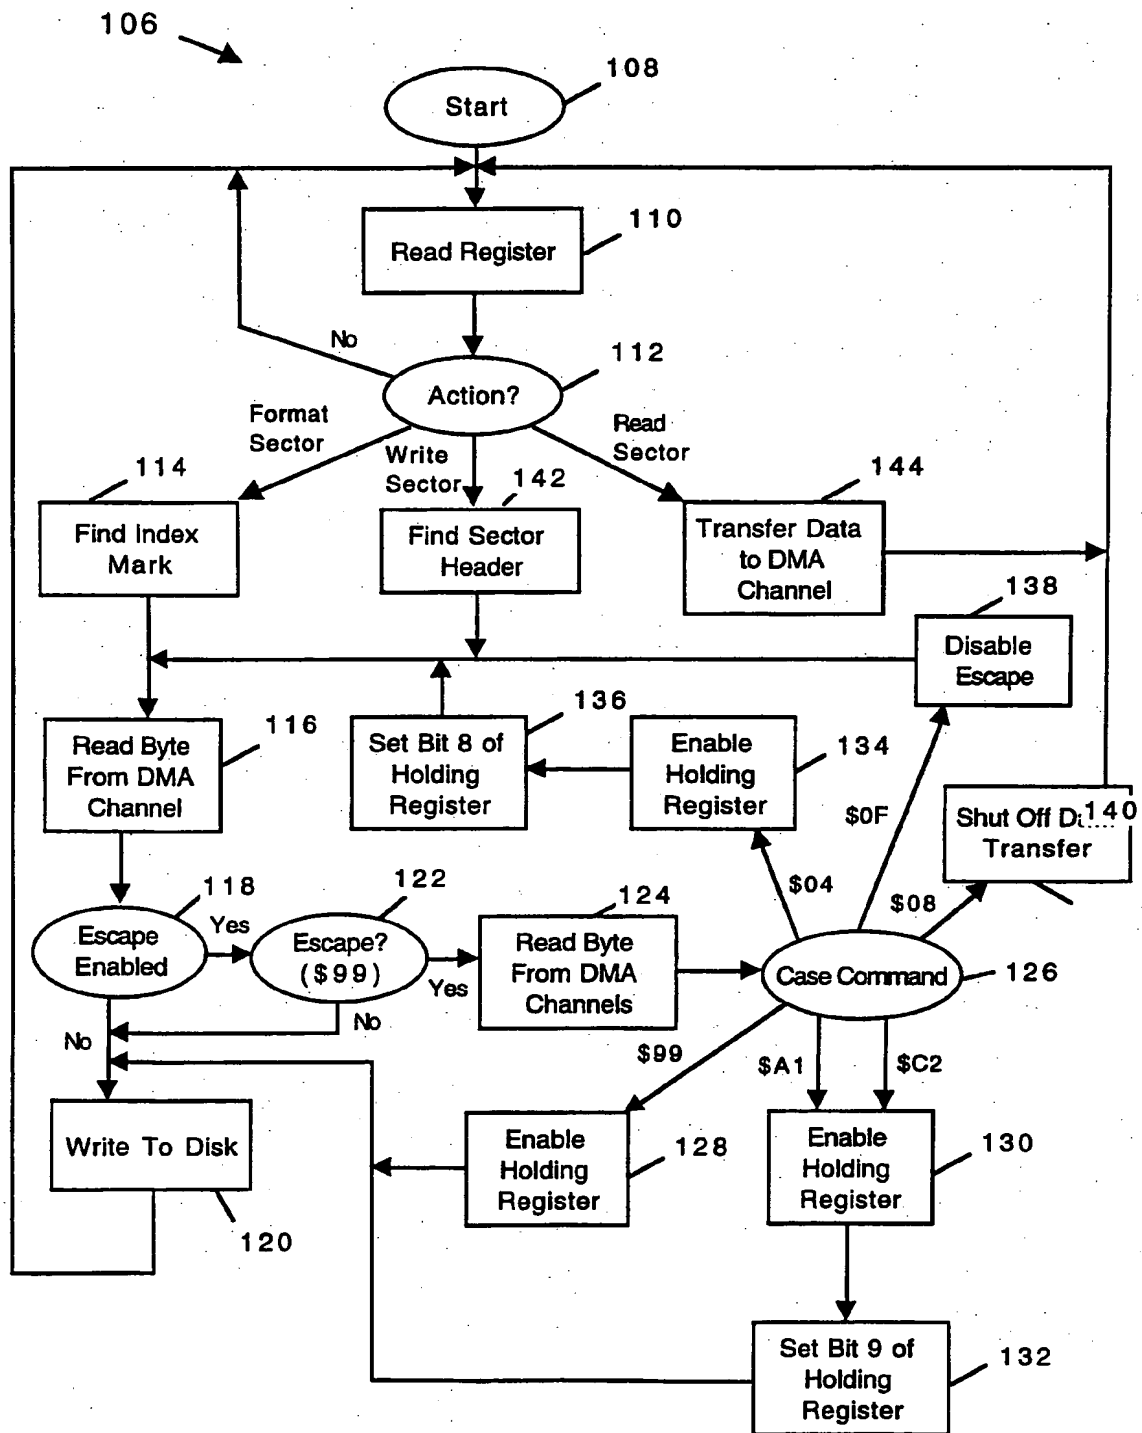 106
108
Start
110
Read Register
No
112
Action?
Format
Sector
Write
Sector
Read
Sector
114
142
144
Find Index
Mark
Find Sector
Header
Transfer Data
to DMA
Channel
138
Disable
Escape
116
136
134
Read Byte
From DMA
Channel
Set Bit 8 of
Holding
Register
Enable
Holding
Register
$0F
140
Shut Off
Transfer
$04
$08
118
122
124
Escape
Enabled
Yes
Escape?
($99)
Yes
Read Byte
From DMA
Channels
Case Command
126
No
No
$99
$A1
$C2
Write To Disk
120
Enable
Holding
Register
128
Enable
Holding
Register
130
Set Bit 9 of
Holding
Register
132